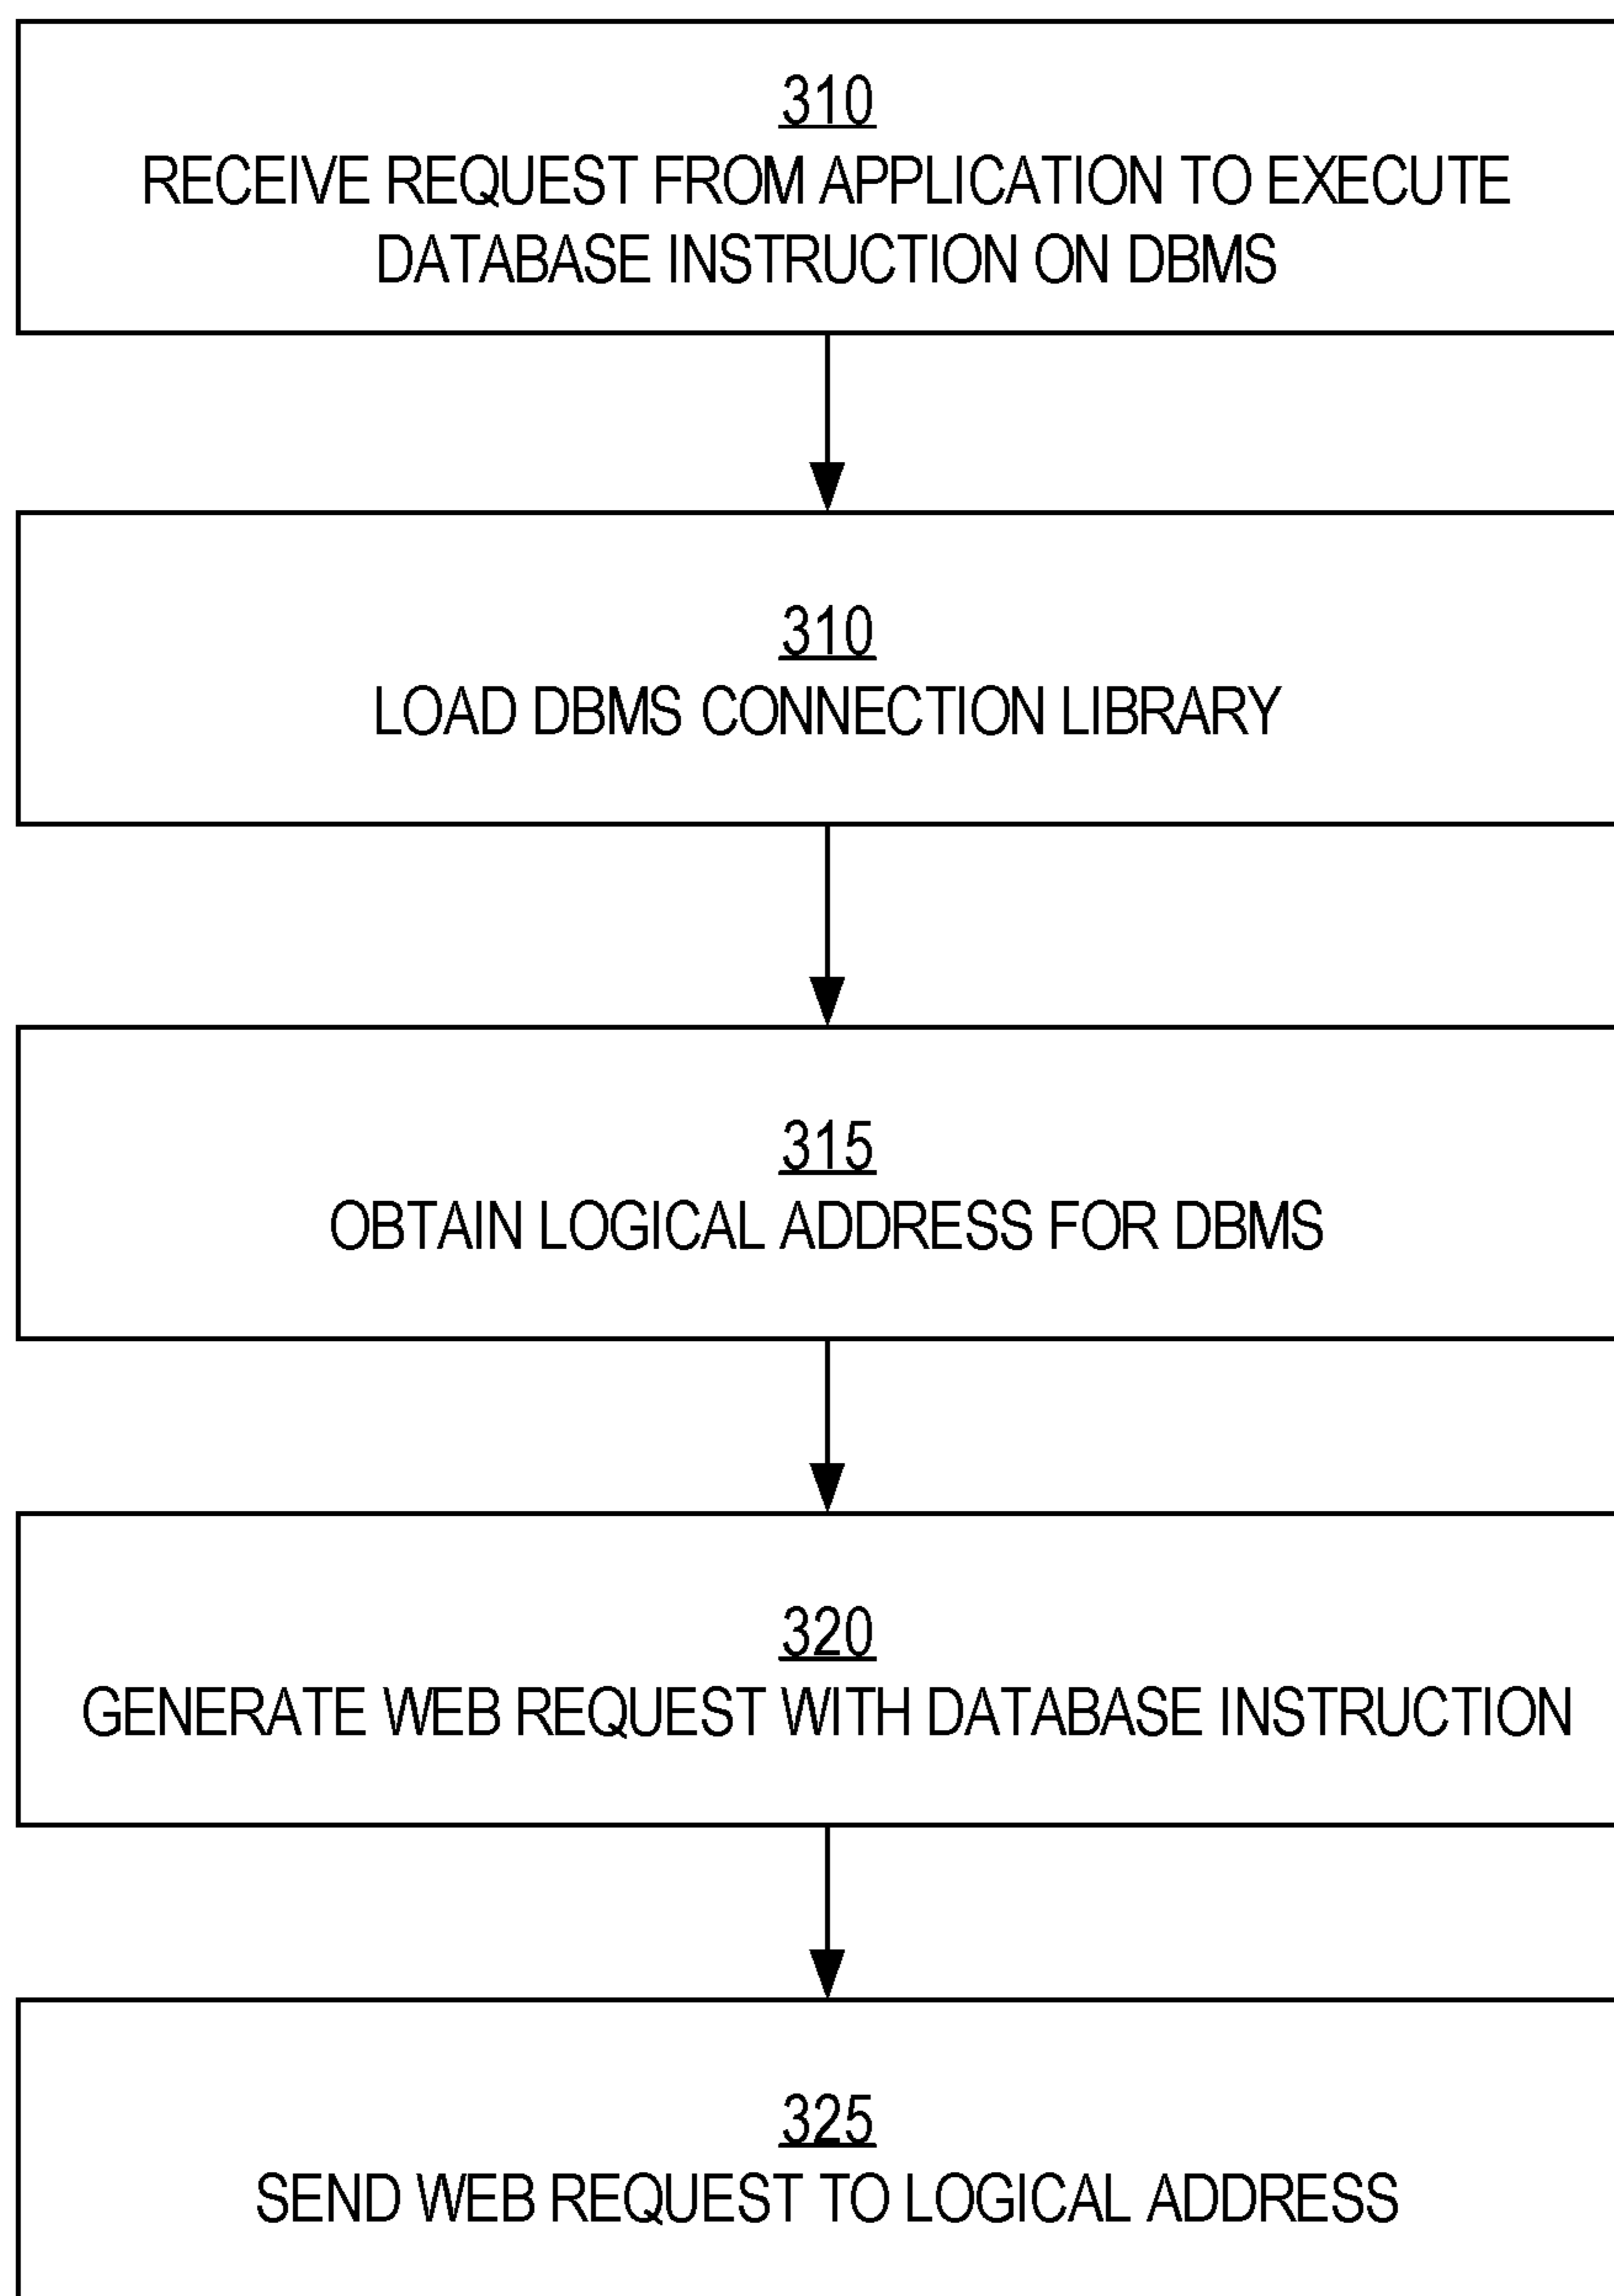 310
RECEIVE REQUEST FROM APPLICATION TO EXECUTE
DATABASE INSTRUCTION ON DBMS
310
LOAD DBMS CONNECTION LIBRARY
315
OBTAIN LOGICAL ADDRESS FOR DBMS
320
GENERATE WEB REQUEST WITH DATABASE INSTRUCTION
325
SEND WEB REQUEST TO LOGICAL ADDRESS